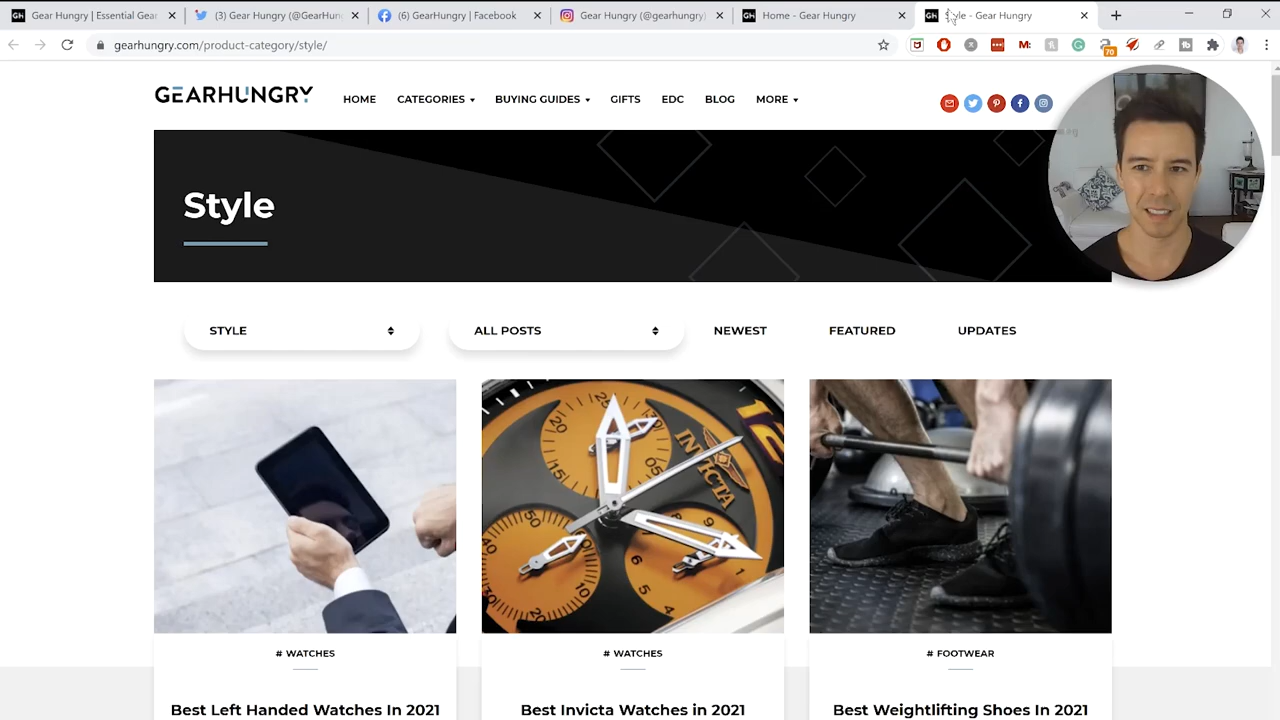 Gear Hungry | Essential Gear
(3) Gear Hungry (@GearHun
(6) GearHungry | Facebook
Gear Hungry (@gearhungry)
Home - Gear Hungry
Style - Gear Hungry
gearhungry.com/product-category/style/
70
GEARHUNGRY
HOME
CATEGORIES
BUYING GUIDES
GIFTS
EDC
BLOG
MORE
Style
STYLE
ALL POSTS
NEWEST
FEATURED
UPDATES
INVICTA
# WATCHES
# WATCHES
# FOOTWEAR
Best Left Handed Watches In 2021
Best Invicta Watches in 2021
Best Weightlifting Shoes In 2021